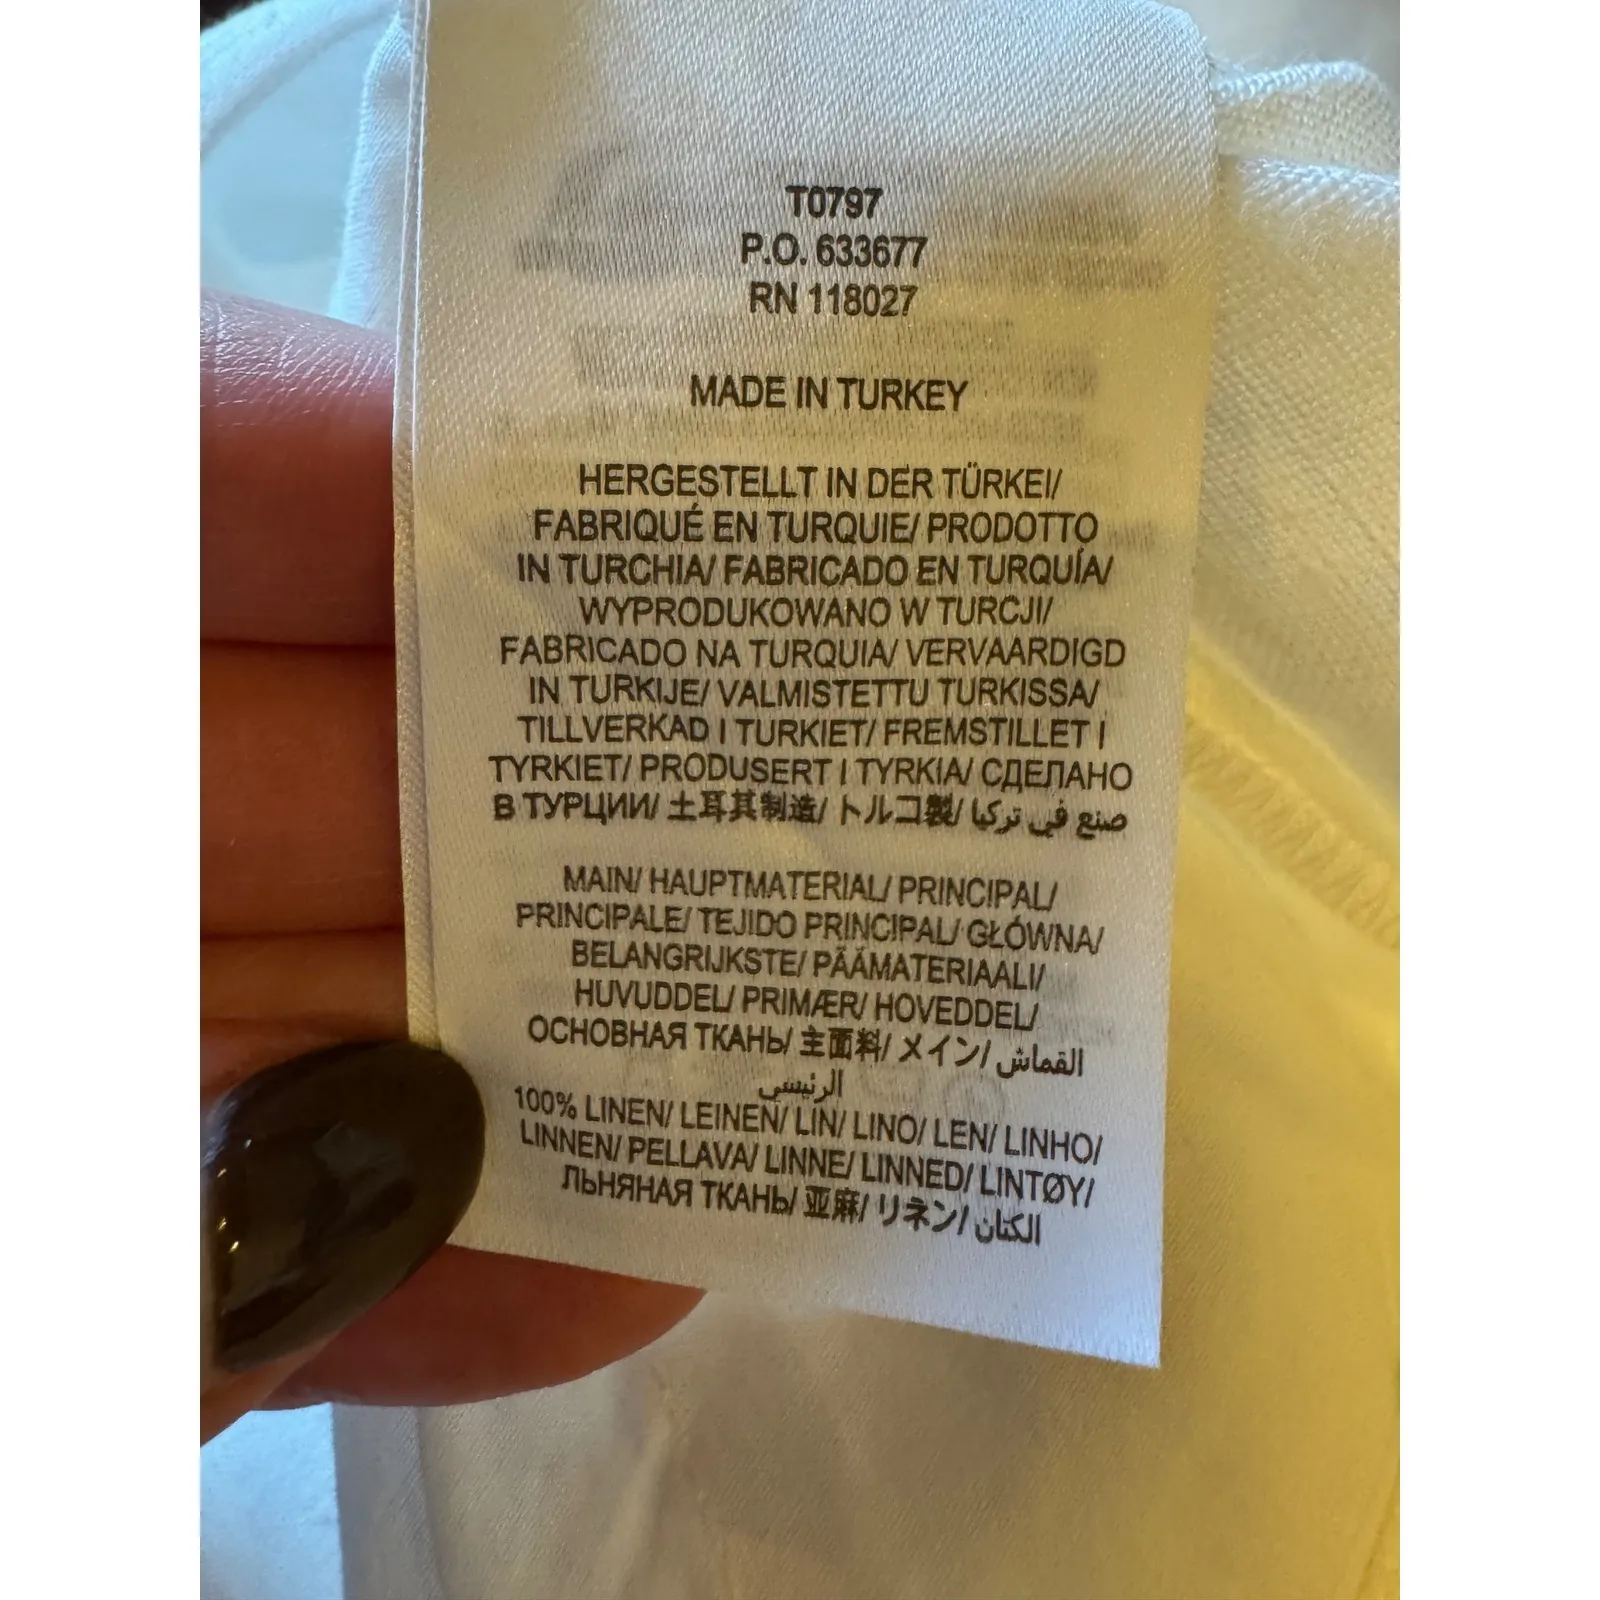 T0797
P.O. 633677
RN 118027
MADE IN TURKEY
HERGESTELLT IN DER TÜRKEI/
FABRIQUÉ EN TURQUIE/ PRODOTTO
IN TURCHIA/ FABRICADO EN TURQUÍA/
WYPRODUKOWANO W TURCJI/
FABRICADO NA TURQUIA/ VERVAARDIGD
IN TURKIJE/ VALMISTETTU TURKISSA/
TILLVERKAD I TURKIET/ FREMSTILLET I
TYRKIET/ PRODUSERT I TYRKIA/ СДЕЛАНО
В ТУРЦИИ/ 土耳其制造/ トルコ製/ صنع في تركيا
MAIN/ HAUPTMATERIAL/ PRINCIPAL/
PRINCIPALE/ TEJIDO PRINCIPAL/ GŁÓWNA/
BELANGRIJKSTE/ PÄÄMATERIAALI/
HUVUDDEL/ PRIMÆR/ HOVEDDEL/
ОСНОВНАЯ ТКАНЬ/ 主面料/ メイン/ القماش
الرئيسي
100% LINEN/ LEINEN/ LIN/ LINO/ LEN/ LINHO/
LINNEN/ PELLAVA/ LINNE/ LINNED/ LINTØY/
ЛЬНЯНАЯ ТКАНЬ/ 亚麻/ リネン/ الكتان